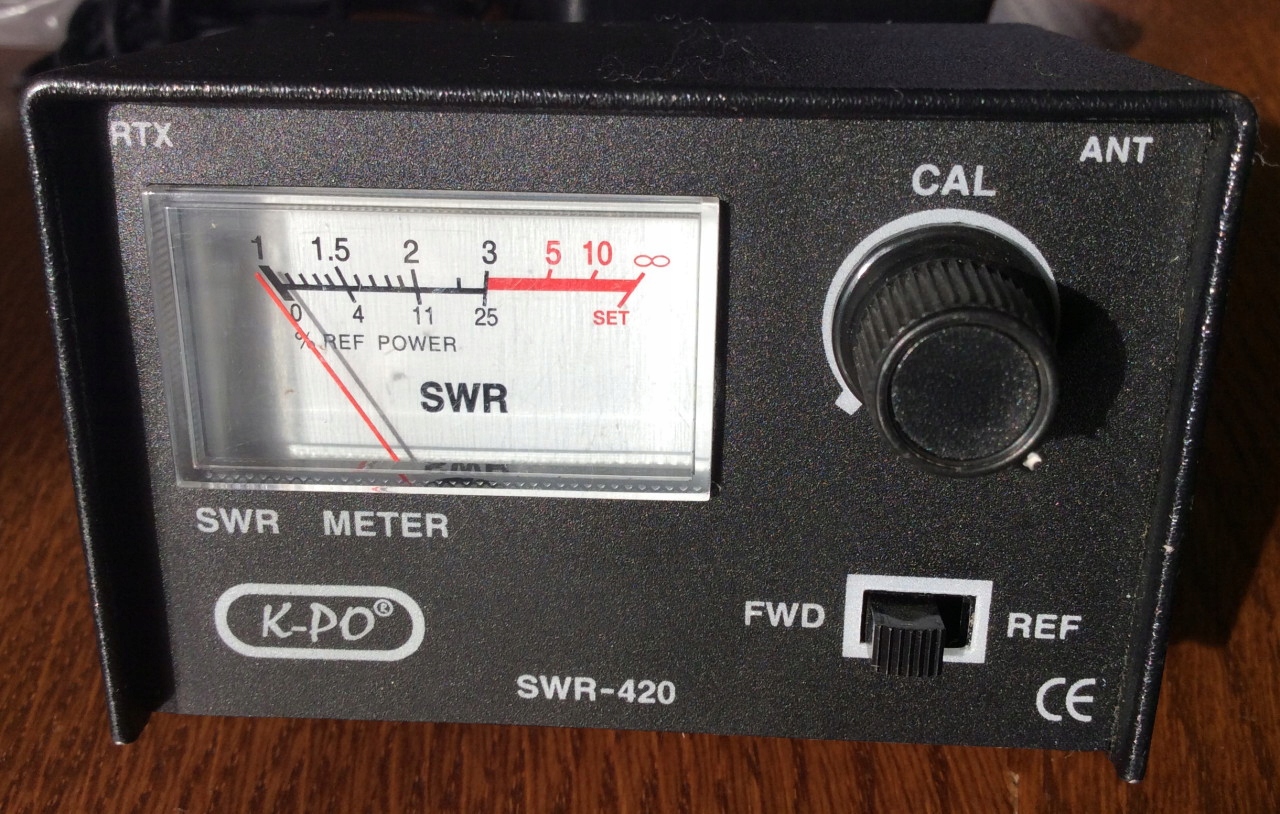 RTX
ANT
CAL
1 1.5 2 3 5 10 ∞
0 4 11 25 SET
% REF POWER
SWR
SWR METER
K-PO®
FWD REF
SWR-420
CE